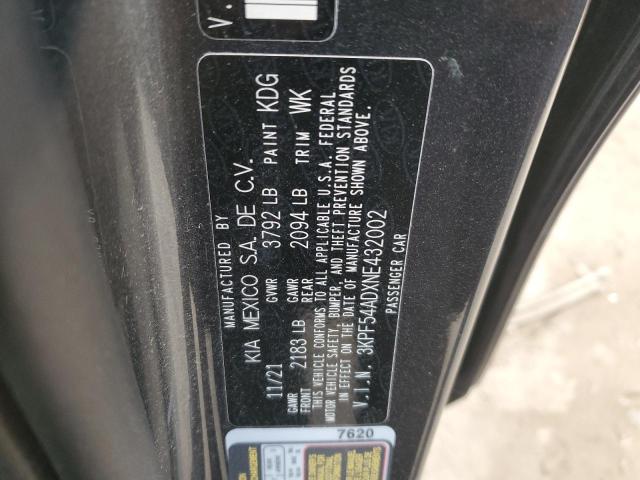 MANUFACTURED BY
KIA MEXICO S.A. DE C.V.
11/21 GVWR 3792 LB PAINT KDG
GAWR FRONT 2183 LB GAWR REAR 2094 LB TRIM WK
THIS VEHICLE CONFORMS TO ALL APPLICABLE U.S.A. FEDERAL
MOTOR VEHICLE SAFETY, BUMPER, AND THEFT PREVENTION STANDARDS
IN EFFECT ON THE DATE OF MANUFACTURE SHOWN ABOVE.
V.I.N. 3KPF54ADXNE432002
PASSENGER CAR
V.
7620